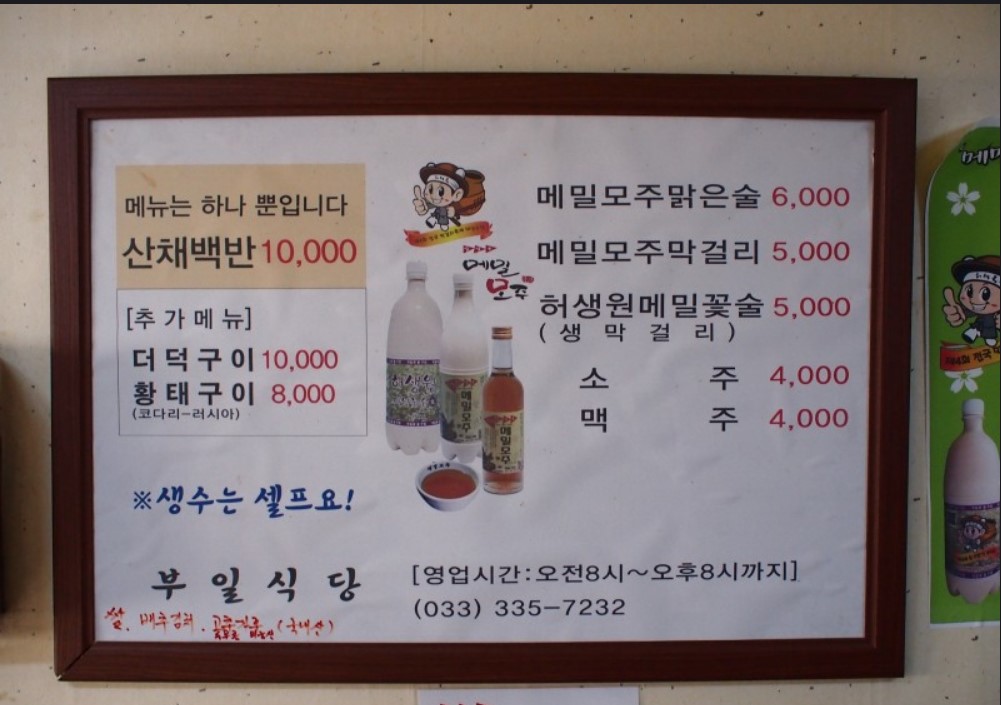 메뉴는 하나 뿐입니다
산채백반 10,000
[추 가 메 뉴]
더 덕 구 이 10,000
황 태 구 이 8,000
(코다리-러시아)
※생수는 셀프요!
부 일 식 당
쌀. 배추김치. 고춧가루 (국내산)
메밀
모주
메밀모주
메밀모주
메밀모주맑은술 6,000
메밀모주막걸리 5,000
허생원메밀꽃술 5,000
( 생 막 걸 리 )
소 주 4,000
맥 주 4,000
[영업시간:오전8시~오후8시까지]
(033) 335-7232